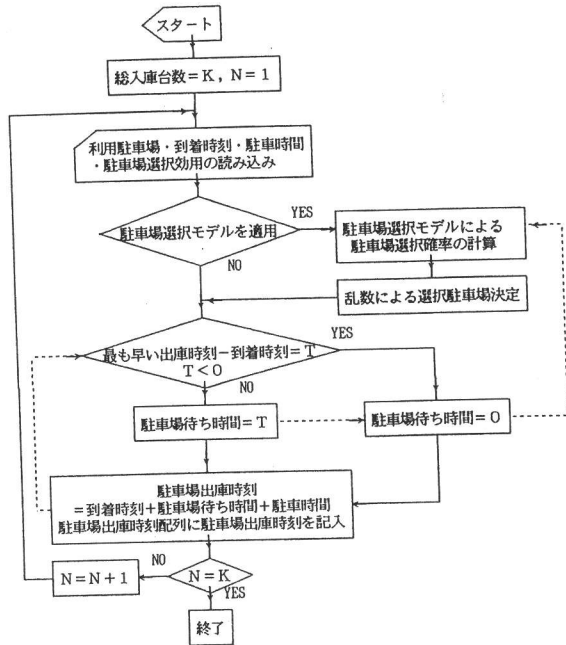 スタート
総入庫台数=K, N=1
利用駐車場・到着時刻・駐車時間
・駐車場選択効用の読み込み
駐車場選択モデルを適用
YES
NO
駐車場選択モデルによる
駐車場選択確率の計算
乱数による選択駐車場決定
最も早い出庫時刻-到着時刻=T
T<0
YES
NO
駐車場待ち時間=T
駐車場待ち時間=0
駐車場出庫時刻
=到着時刻+駐車場待ち時間+駐車時間
駐車場出庫時刻配列に駐車場出庫時刻を記入
N=N+1
NO
N=K
YES
終了